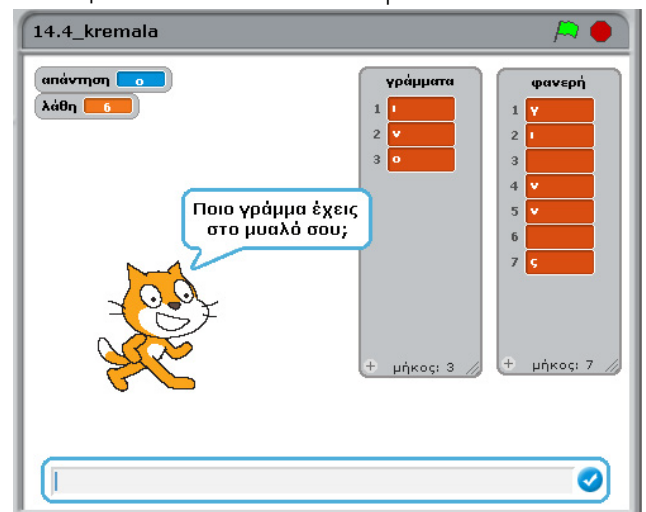 14.4_kremala
απάντηση ο
λάθη 6
γράμματα
1 ι
2 ν
3 ο
μήκος: 3
φανερή
1 γ
2 ι
3
4 ν
5 ν
6
7 ς
μήκος: 7
Ποιο γράμμα έχεις
στο μυαλό σου;